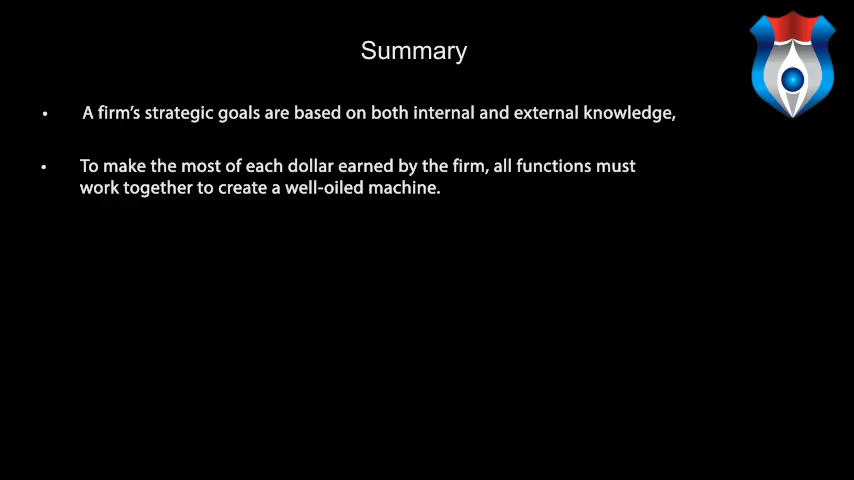 Summary
• A firm's strategic goals are based on both internal and external knowledge,
• To make the most of each dollar earned by the firm, all functions must
work together to create a well-oiled machine.